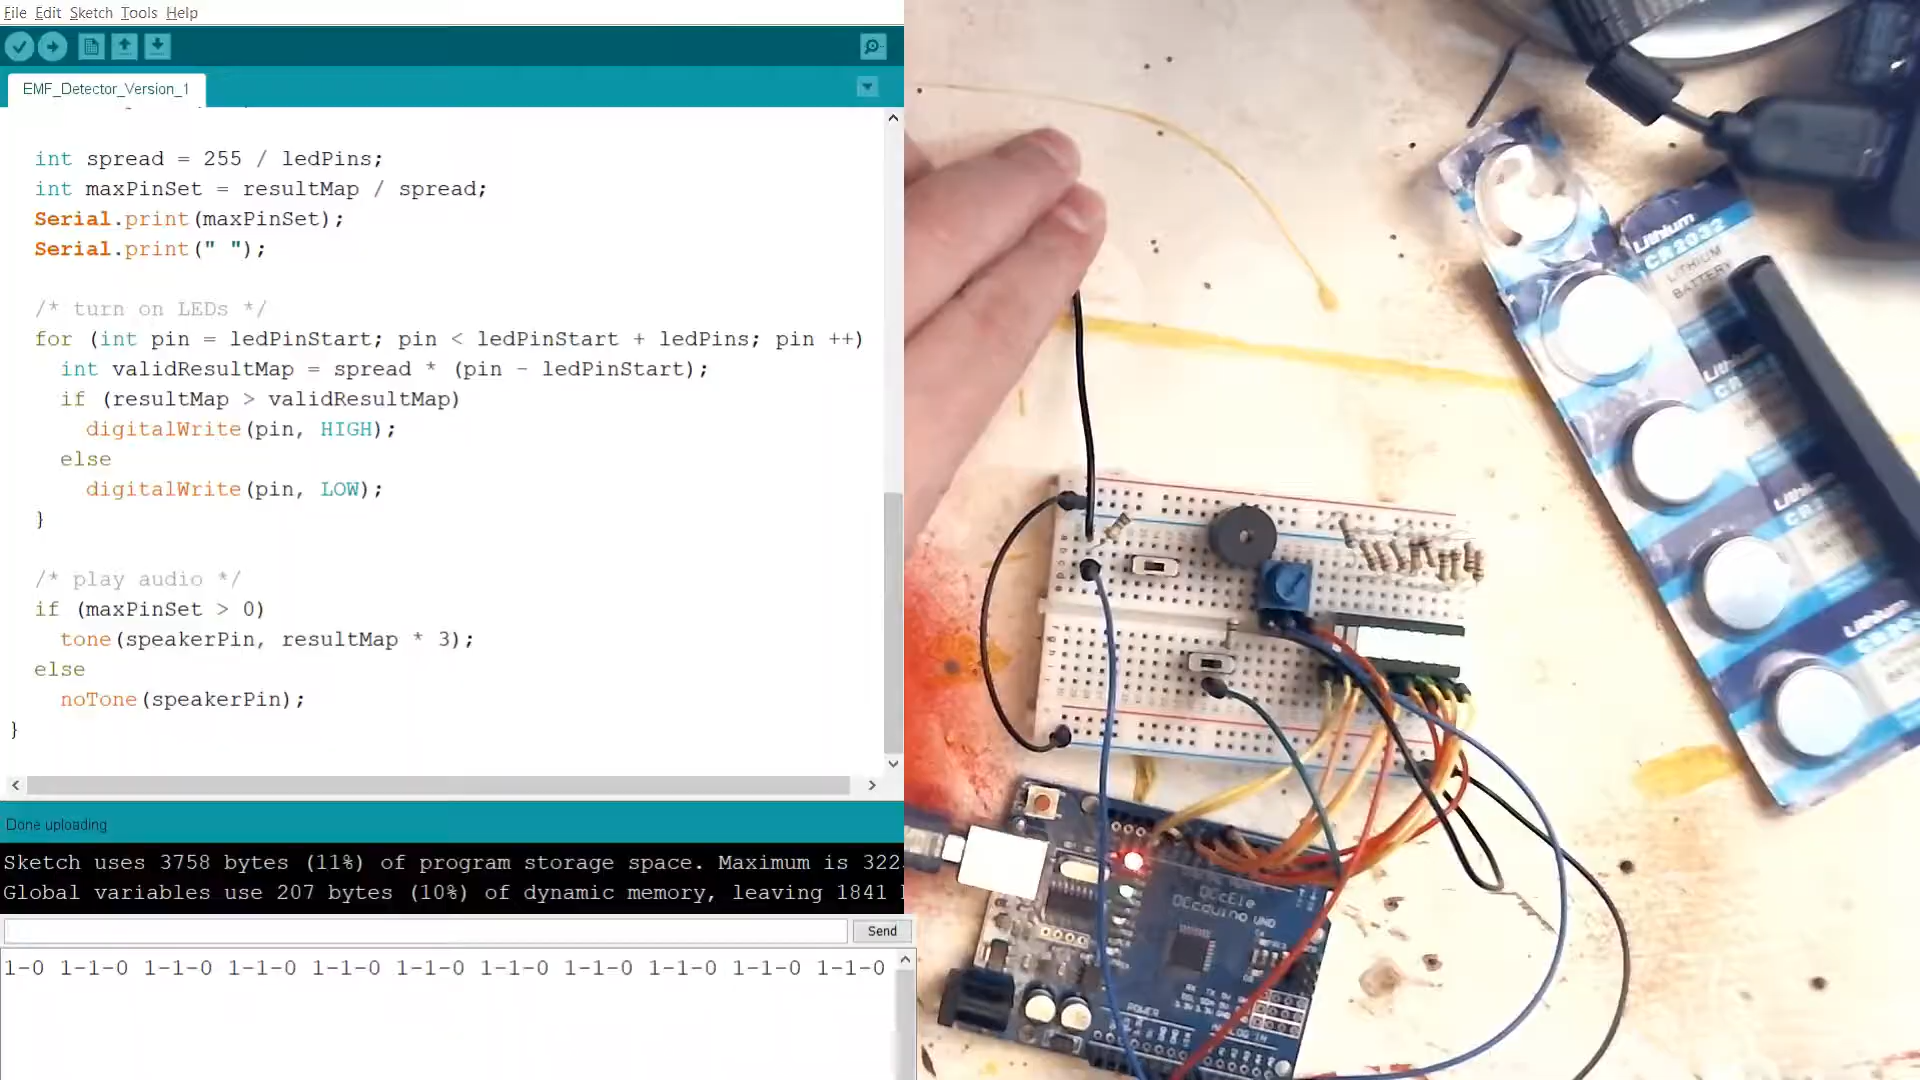 File Edit Sketch Tools Help
EMF_Detector_Version_1
int spread = 255 / ledPins;
int maxPinSet = resultMap / spread;
Serial.print(maxPinSet);
Serial.print(" ");
/* turn on LEDs */
for (int pin = ledPinStart; pin < ledPinStart + ledPins; pin ++)
int validResultMap = spread * (pin - ledPinStart);
if (resultMap > validResultMap)
digitalWrite(pin, HIGH);
else
digitalWrite(pin, LOW);
}
/* play audio */
if (maxPinSet > 0)
tone(speakerPin, resultMap * 3);
else
noTone(speakerPin);
}
Done uploading
Sketch uses 3758 bytes (11%) of program storage space. Maximum is 322
Global variables use 207 bytes (10%) of dynamic memory, leaving 1841
Send
1-0 1-1-0 1-1-0 1-1-0 1-1-0 1-1-0 1-1-0 1-1-0 1-1-0 1-1-0 1-1-0
Lithium
CR2032
LITHIUM
BATTERY
DCcEle
DCcduino UNO
POWER